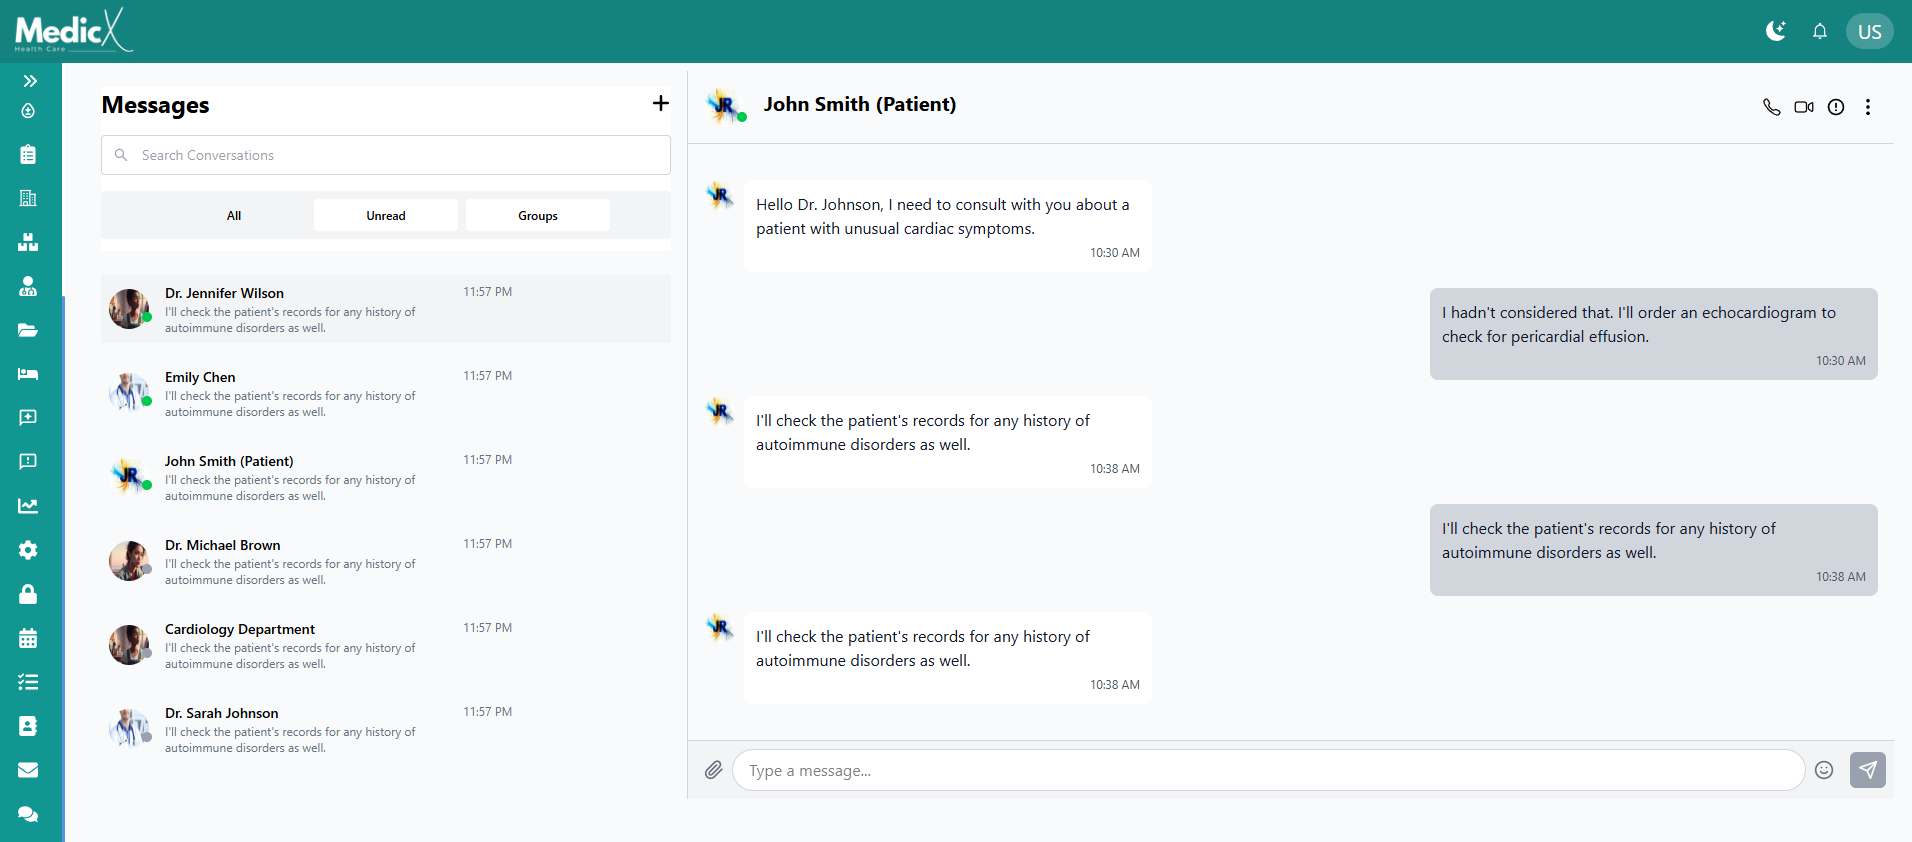 MedicX
Health Care
US
Messages
Search Conversations
All
Unread
Groups
Dr. Jennifer Wilson
11:57 PM
I'll check the patient's records for any history of
autoimmune disorders as well.
Emily Chen
11:57 PM
I'll check the patient's records for any history of
autoimmune disorders as well.
John Smith (Patient)
11:57 PM
I'll check the patient's records for any history of
autoimmune disorders as well.
Dr. Michael Brown
11:57 PM
I'll check the patient's records for any history of
autoimmune disorders as well.
Cardiology Department
11:57 PM
I'll check the patient's records for any history of
autoimmune disorders as well.
Dr. Sarah Johnson
11:57 PM
I'll check the patient's records for any history of
autoimmune disorders as well.
JR
JR
John Smith (Patient)
JR
Hello Dr. Johnson, I need to consult with you about a
patient with unusual cardiac symptoms.
10:30 AM
I hadn't considered that. I'll order an echocardiogram to
check for pericardial effusion.
10:30 AM
JR
I'll check the patient's records for any history of
autoimmune disorders as well.
10:38 AM
I'll check the patient's records for any history of
autoimmune disorders as well.
10:38 AM
JR
I'll check the patient's records for any history of
autoimmune disorders as well.
10:38 AM
Type a message...